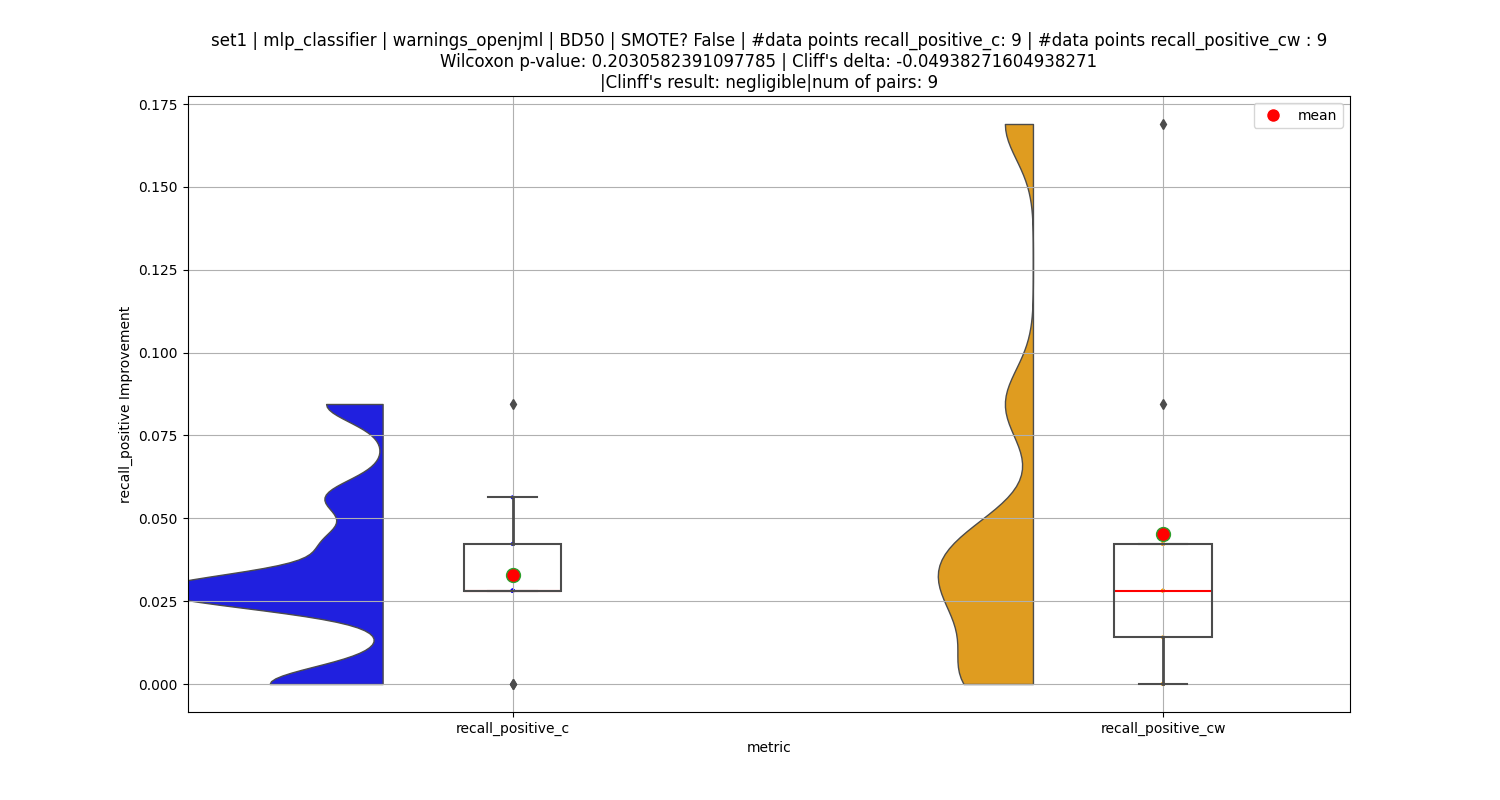 set1 | mlp_classifier | warnings_openjml | BD50 | SMOTE? False | #data points recall_positive_c: 9 | #data points recall_positive_cw : 9
Wilcoxon p-value: 0.2030582391097785 | Cliff's delta: -0.04938271604938271
|Clinff's result: negligible|num of pairs: 9
mean
0.175
0.150
0.125
0.100
0.075
0.050
0.025
0.000
recall_positive Improvement
recall_positive_c
recall_positive_cw
metric